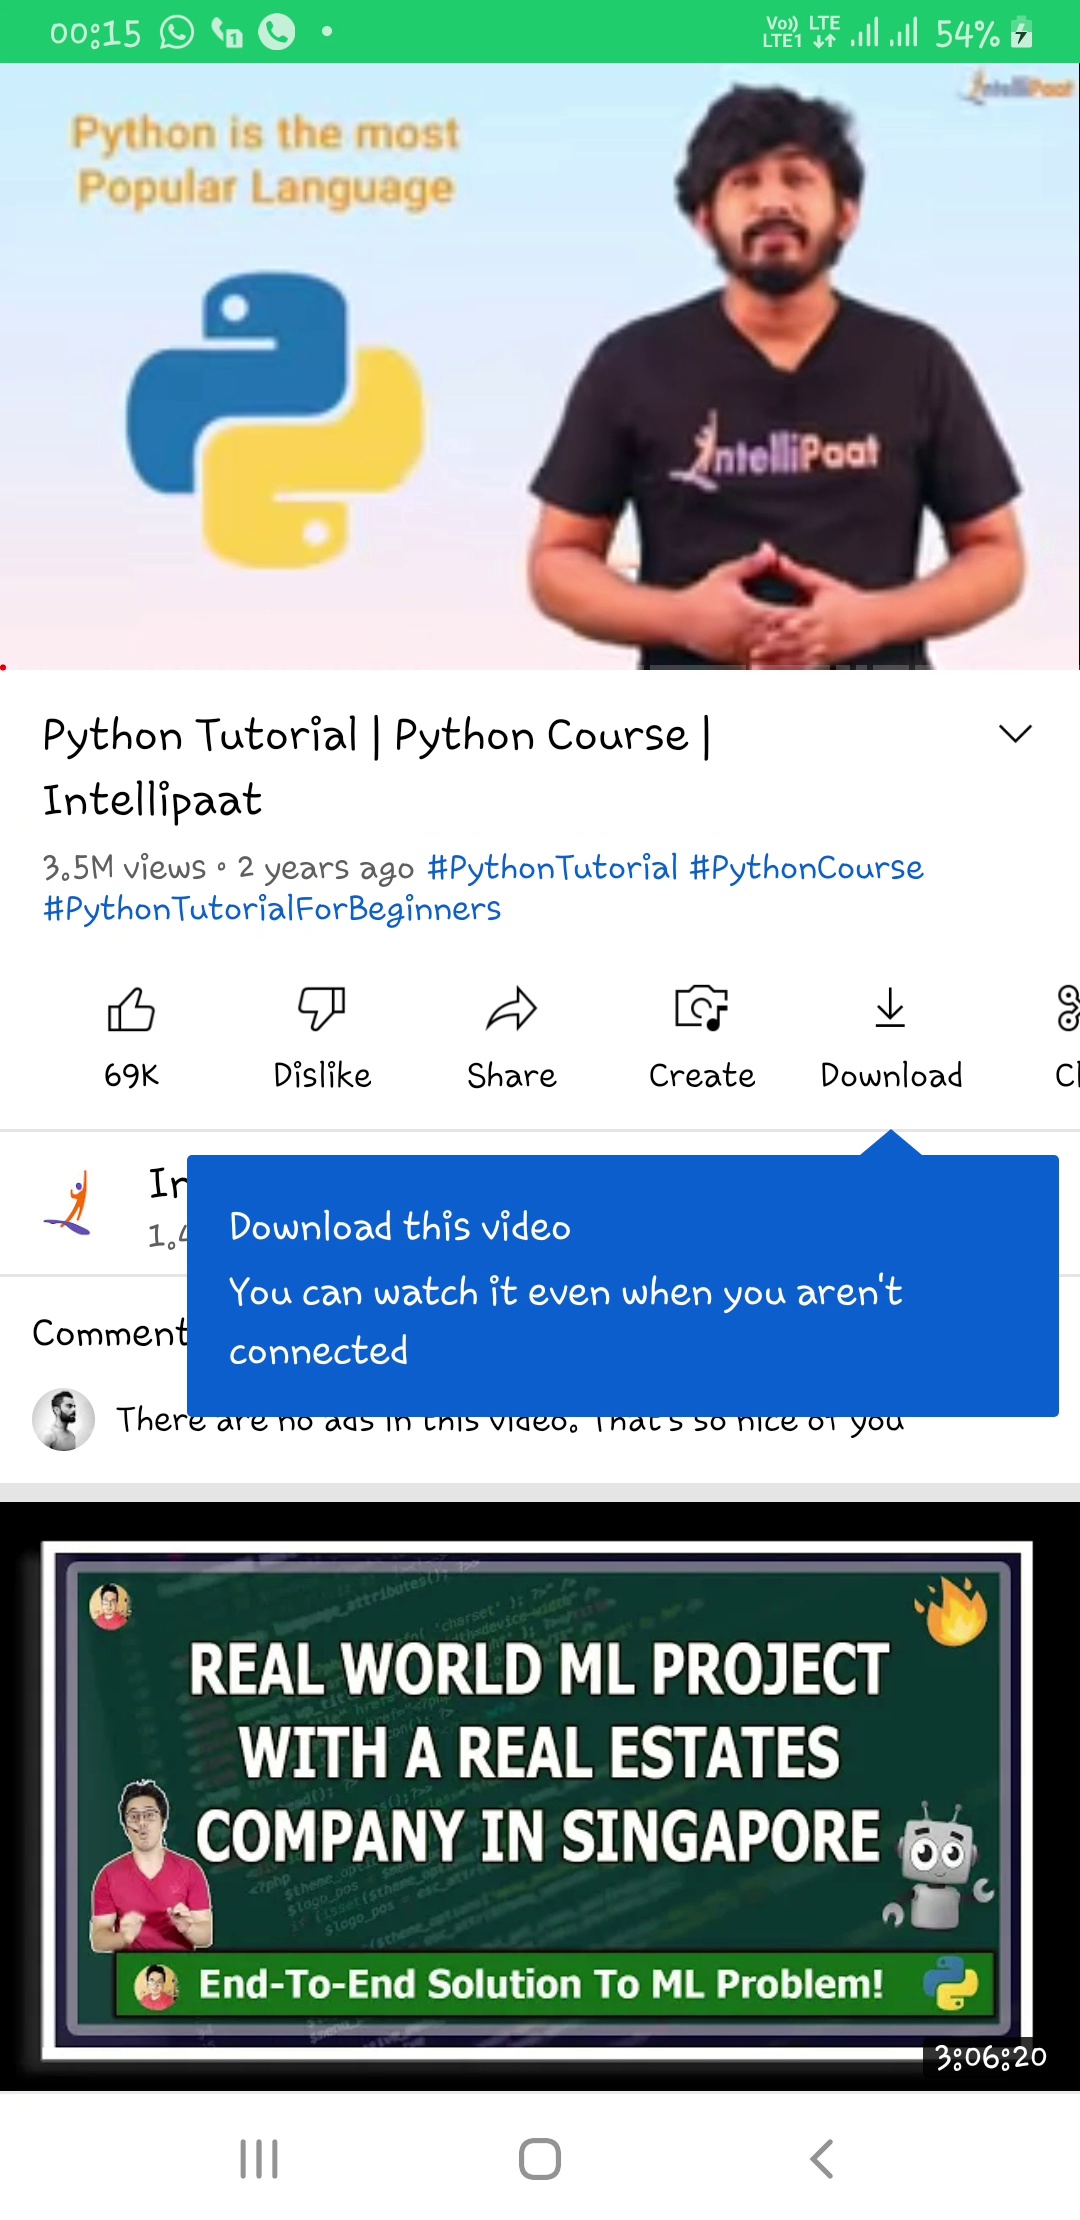 00:15
Vo)) LTE
LTE1
54%
IntelliPaat
Python is the most
Popular Language
IntelliPaat
Python Tutorial | Python Course |
Intellipaat
3.5M views • 2 years ago #PythonTutorial #PythonCourse
#PythonTutorialForBeginners
69K
Dislike
Share
Create
Download
Cl
In
1.4
Download this video
You can watch it even when you aren't
connected
Comment
There are no ads in this video. That's so nice of you
REAL WORLD ML PROJECT
WITH A REAL ESTATES
COMPANY IN SINGAPORE
End-To-End Solution To ML Problem!
3:06:20